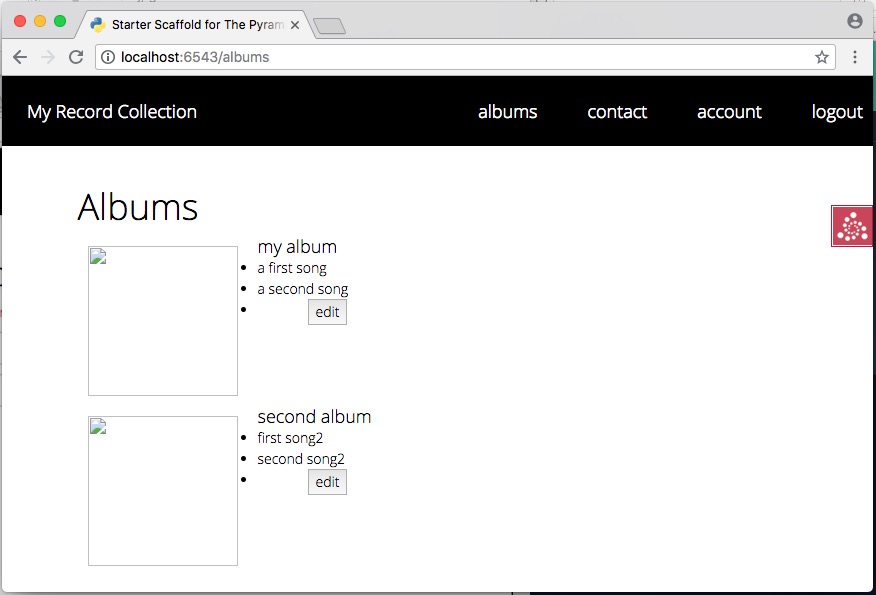 Starter Scaffold for The Pyram
localhost:6543/albums
My Record Collection albums contact account logout
Albums
my album
a first song
a second song
edit
second album
first song2
second song2
edit